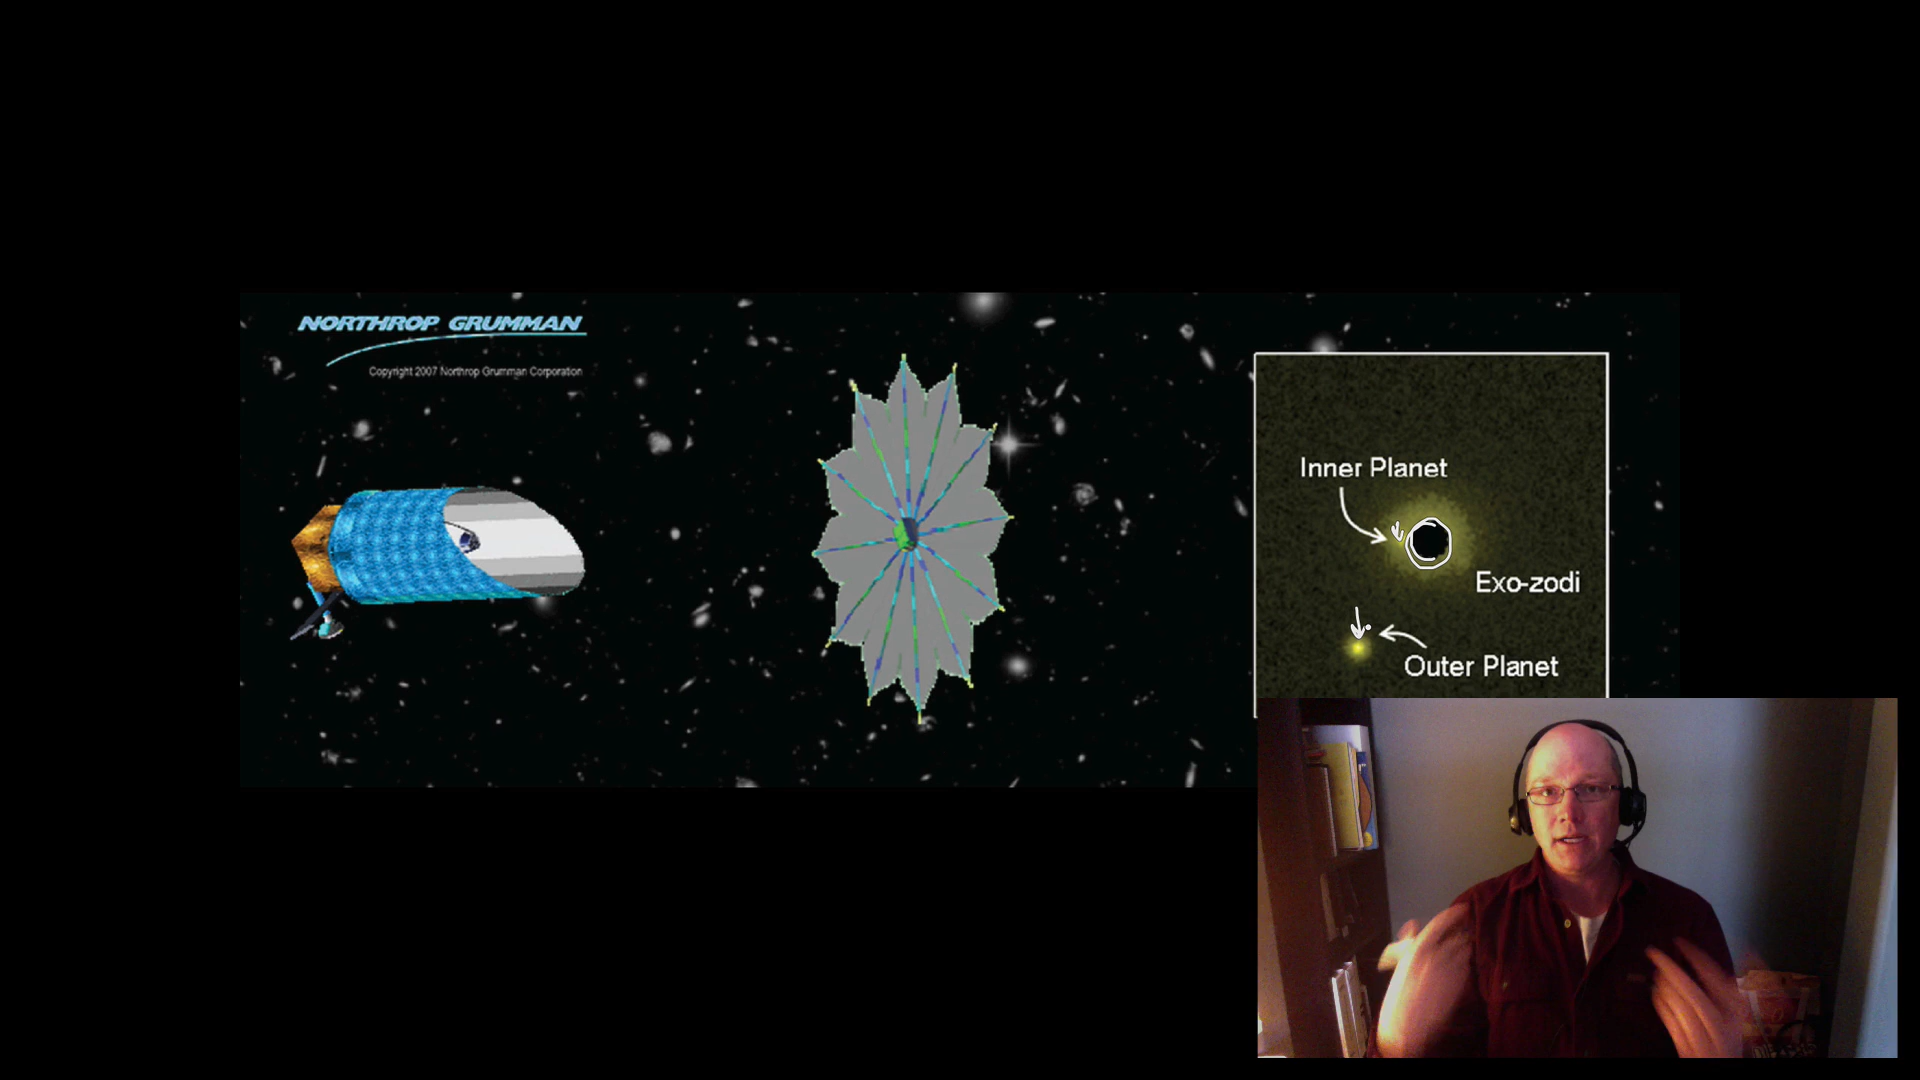 NORTHROP GRUMMAN
Copyright 2007 Northrop Grumman Corporation
Inner Planet
Exo-zodi
Outer Planet